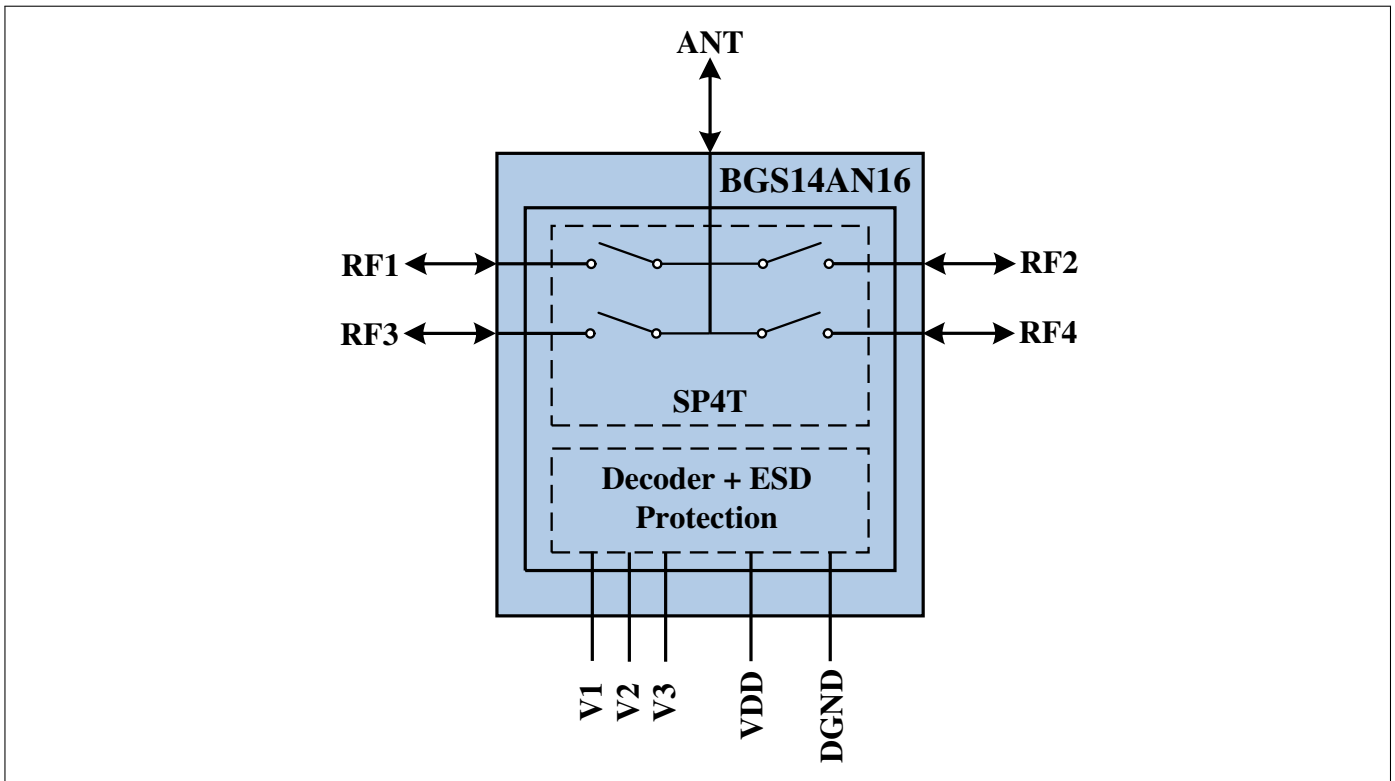 ANT
BGS14AN16
RF1
RF2
RF3
RF4
SP4T
Decoder + ESD
Protection
V1
V2
V3
VDD
DGND